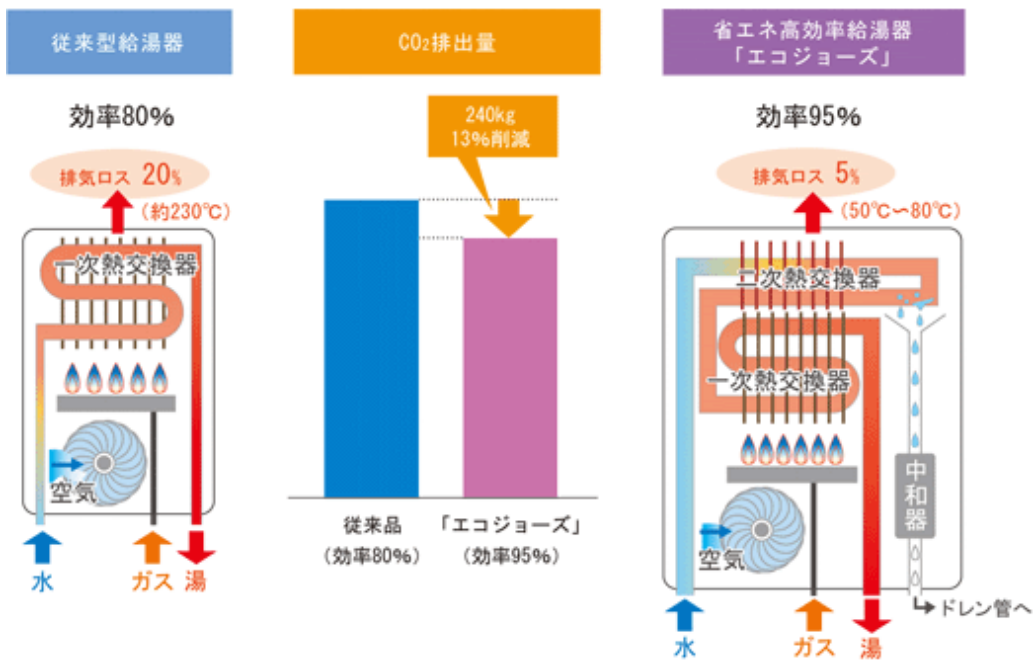 従来型給湯器
効率80%
排気ロス 20%
(約230℃)
一次熱交換器
空気
水
ガス
湯
CO₂排出量
240kg
13%削減
従来品
(効率80%)
「エコジョーズ」
(効率95%)
省エネ高効率給湯器
「エコジョーズ」
効率95%
排気ロス 5%
(50℃〜80℃)
二次熱交換器
一次熱交換器
中和器
空気
ドレン管へ
水
ガス
湯